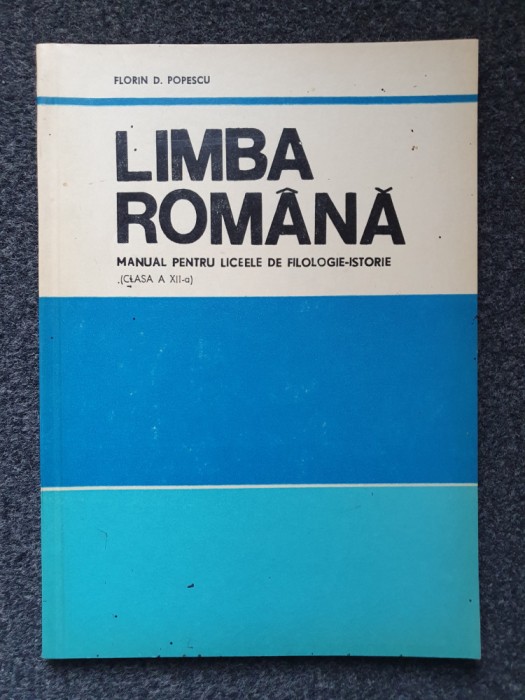 FLORIN D. POPESCU
LIMBA
ROMÂNĂ
MANUAL PENTRU LICEELE DE FILOLOGIE-ISTORIE
(CLASA A XII-a)